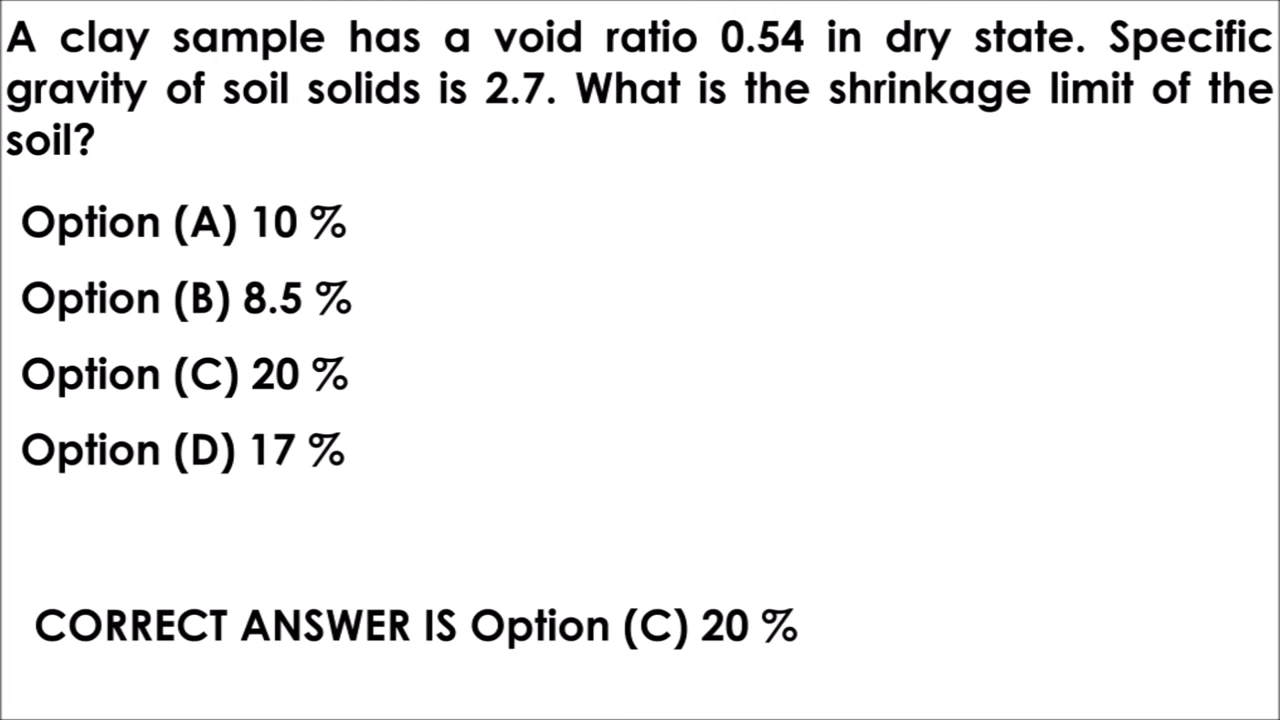 A clay sample has a void ratio 0.54 in dry state. Specific
gravity of soil solids is 2.7. What is the shrinkage limit of the
soil?
Option (A) 10 %
Option (B) 8.5 %
Option (C) 20 %
Option (D) 17 %
CORRECT ANSWER IS Option (C) 20 %